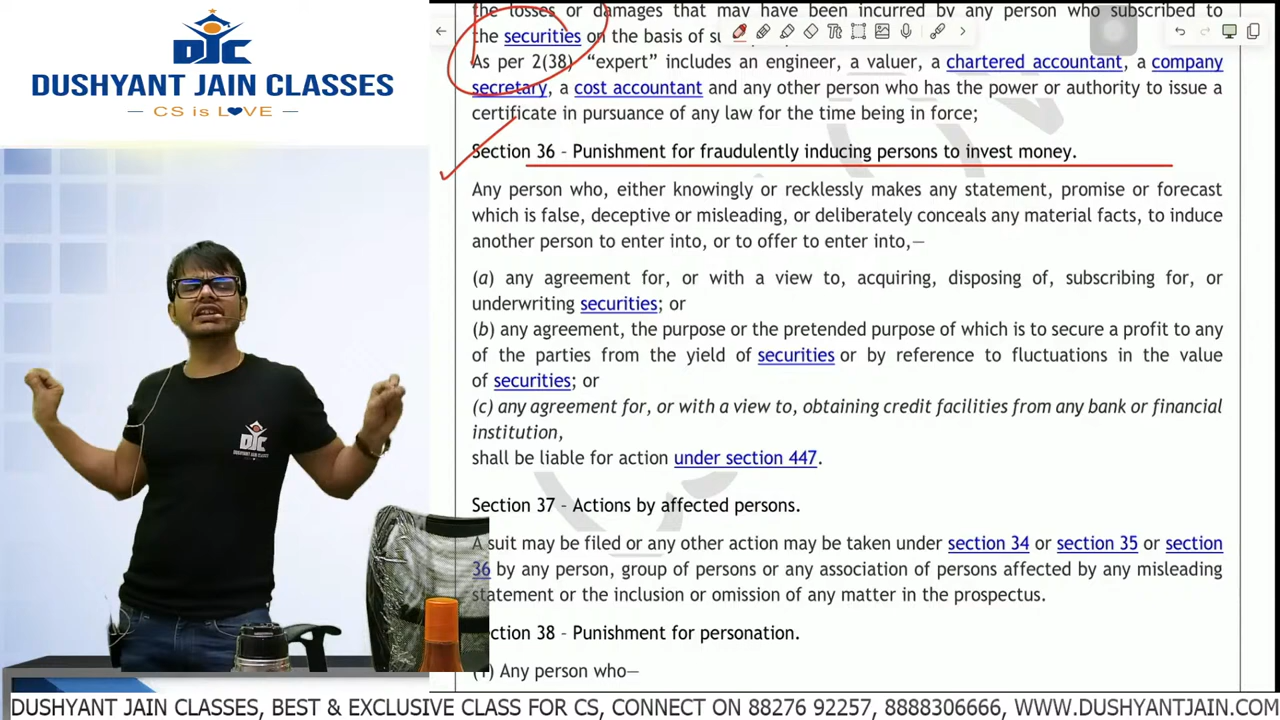 DJC
DUSHYANT JAIN CLASSES
CS is L VE
the losses or damages that may have been incurred by any person who subscribed to
the securities on the basis of su
As per 2(38) “expert” includes an engineer, a valuer, a chartered accountant, a company
secretary, a cost accountant and any other person who has the power or authority to issue a
certificate in pursuance of any law for the time being in force;
Section 36 - Punishment for fraudulently inducing persons to invest money.
Any person who, either knowingly or recklessly makes any statement, promise or forecast
which is false, deceptive or misleading, or deliberately conceals any material facts, to induce
another person to enter into, or to offer to enter into,—
(a) any agreement for, or with a view to, acquiring, disposing of, subscribing for, or
underwriting securities; or
(b) any agreement, the purpose or the pretended purpose of which is to secure a profit to any
of the parties from the yield of securities or by reference to fluctuations in the value
of securities; or
(c) any agreement for, or with a view to, obtaining credit facilities from any bank or financial
institution,
shall be liable for action under section 447.
Section 37 - Actions by affected persons.
A suit may be filed or any other action may be taken under section 34 or section 35 or section
36 by any person, group of persons or any association of persons affected by any misleading
statement or the inclusion or omission of any matter in the prospectus.
ection 38 - Punishment for personation.
(1) Any person who—
DJC
DUSHYANT JAIN CLASSES
DUSHYANT JAIN CLASSES, BEST & EXCLUSIVE CLASS FOR CS, CONNECT ON 88276 92257, 8888306666, WWW.DUSHYANTJAIN.COM